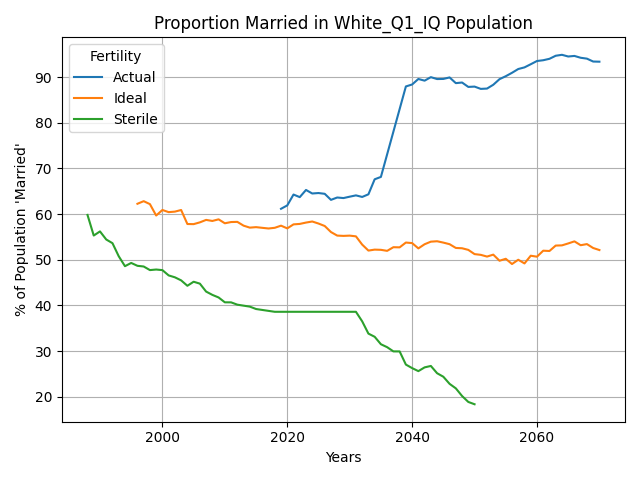 Proportion Married in White_Q1_IQ Population
% of Population 'Married'
Fertility
Actual
Ideal
Sterile
90
80
70
60
50
40
30
20
2000
2020
2040
2060
Years